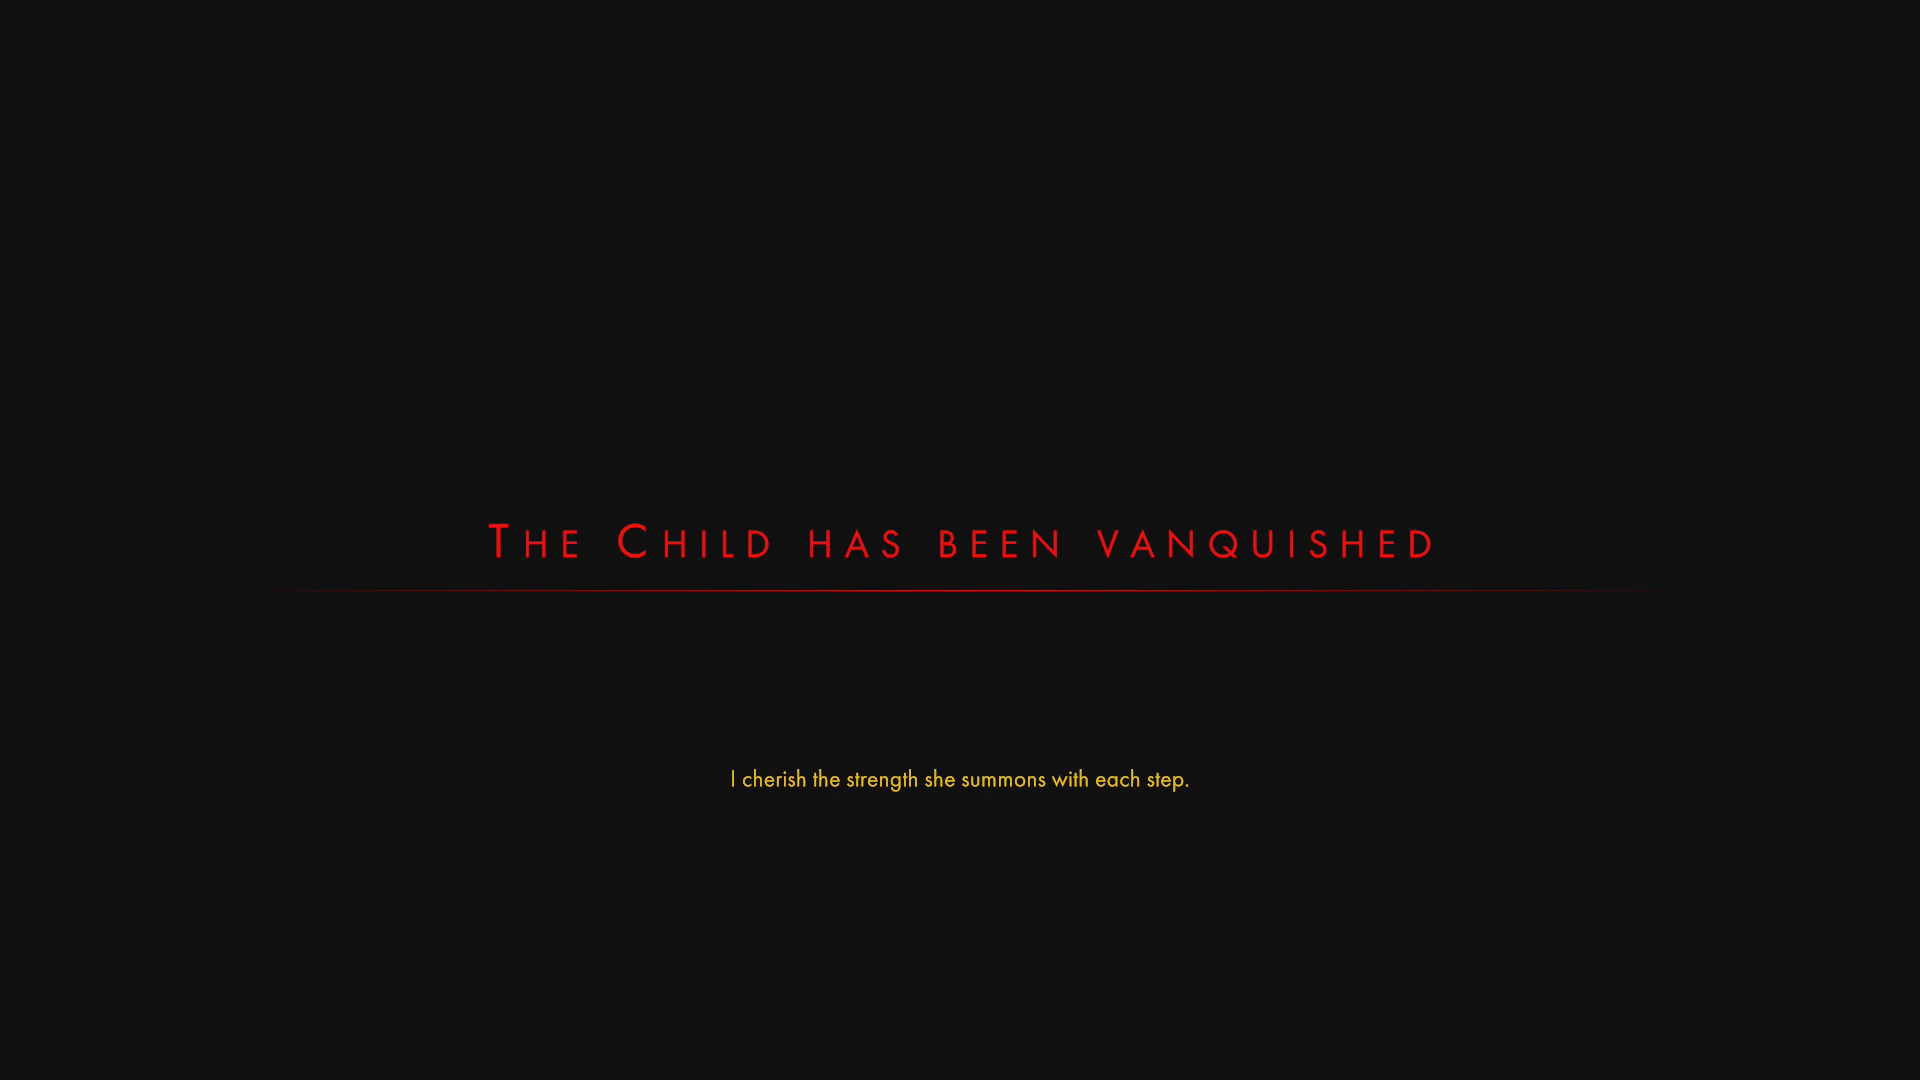 The Child has been vanquished
I cherish the strength she summons with each step.